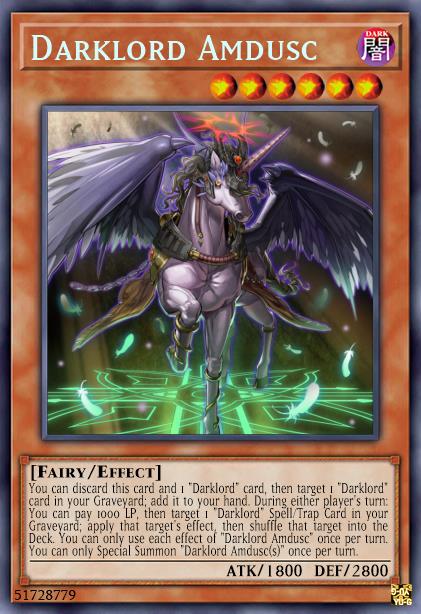 Darklord Amdusc
DARK
闇
[Fairy/Effect]
You can discard this card and 1 "Darklord" card, then target 1 "Darklord"
card in your Graveyard; add it to your hand. During either player's turn:
You can pay 1000 LP, then target 1 "Darklord" Spell/Trap Card in your
Graveyard; apply that target's effect, then shuffle that target into the
Deck. You can only use each effect of "Darklord Amdusc" once per turn.
You can only Special Summon "Darklord Amdusc(s)" once per turn.
ATK/1800 DEF/2800
51728779